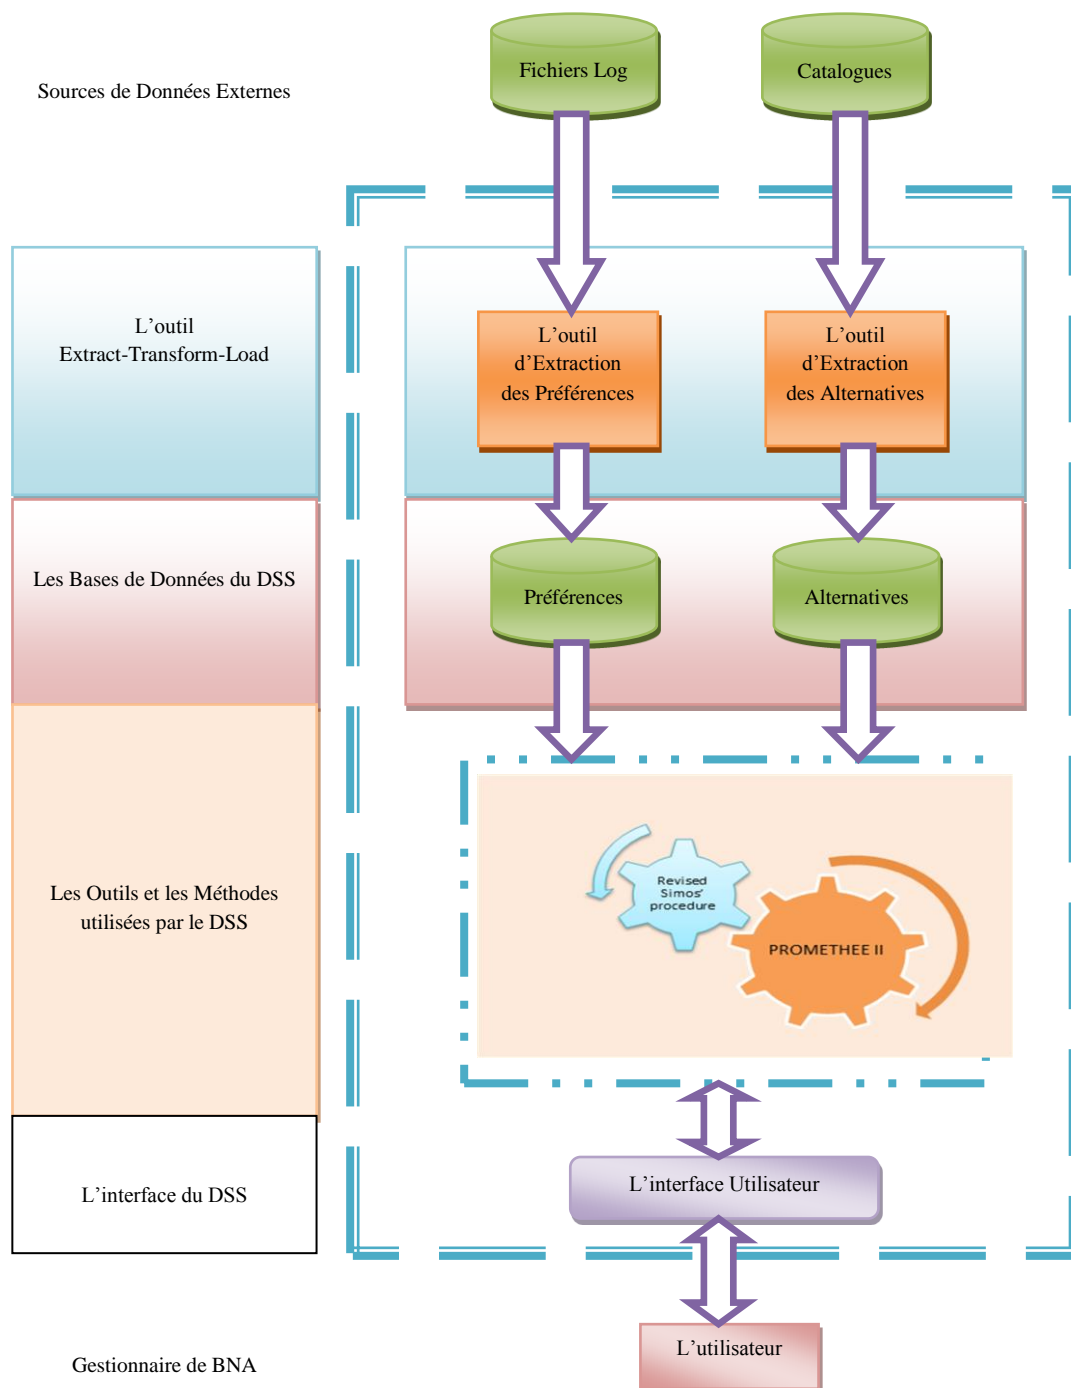 Sources de Données Externes
Fichiers Log
Catalogues
L'outil
Extract-Transform-Load
L'outil
d'Extraction
des Préférences
L'outil
d'Extraction
des Alternatives
Les Bases de Données du DSS
Préférences
Alternatives
Les Outils et les Méthodes
utilisées par le DSS
Revised
Simos'
procedure
PROMETHEE II
L'interface du DSS
L'interface Utilisateur
Gestionnaire de BNA
L'utilisateur